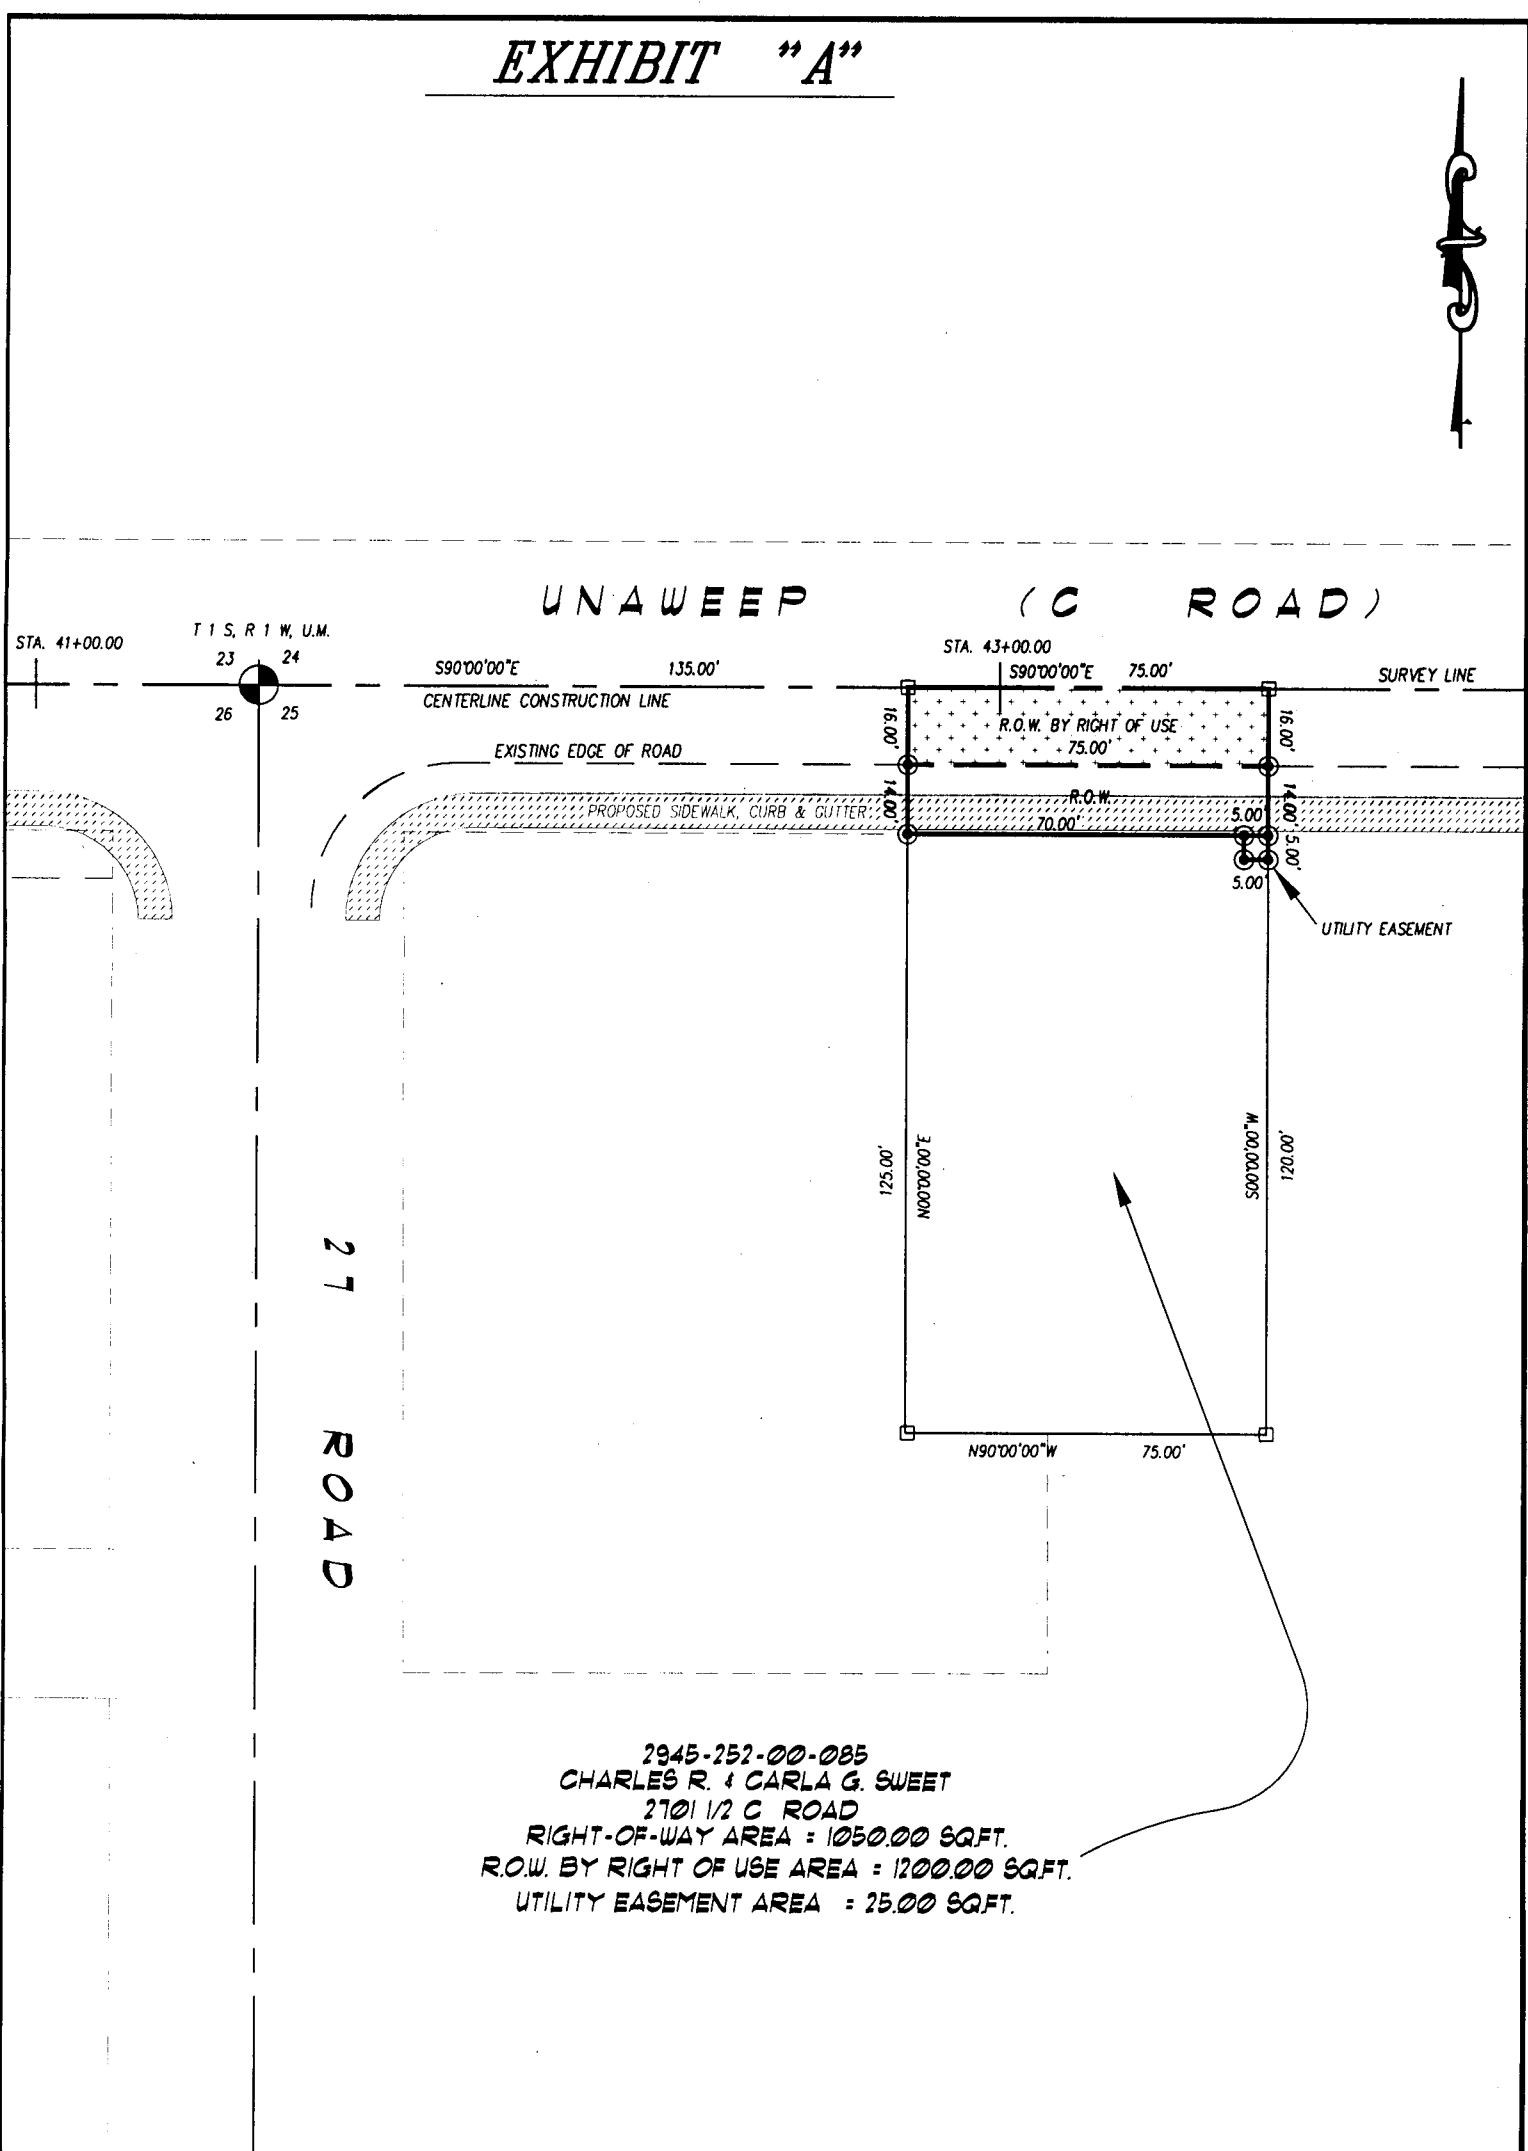 EXHIBIT "A"
UNAWEEP (C ROAD)
STA. 41+00.00
T 1 S, R 1 W, U.M.
23 24
26 25
S90°00'00"E 135.00'
CENTERLINE CONSTRUCTION LINE
STA. 43+00.00
S90°00'00"E 75.00'
SURVEY LINE
16.00'
R.O.W. BY RIGHT OF USE
75.00'
16.00'
EXISTING EDGE OF ROAD
14.00'
R.O.W.
14.00'
PROPOSED SIDEWALK, CURB & GUTTER
70.00'
5.00'
5.00'
5.00'
UTILITY EASEMENT
125.00'
N00°00'00"E
S00°00'00"W
120.00'
27 ROAD
N90°00'00"W 75.00'
2945-252-00-085
CHARLES R. & CARLA G. SWEET
2701 1/2 C ROAD
RIGHT-OF-WAY AREA = 1050.00 SQ.FT.
R.O.W. BY RIGHT OF USE AREA = 1200.00 SQ.FT.
UTILITY EASEMENT AREA = 25.00 SQ.FT.